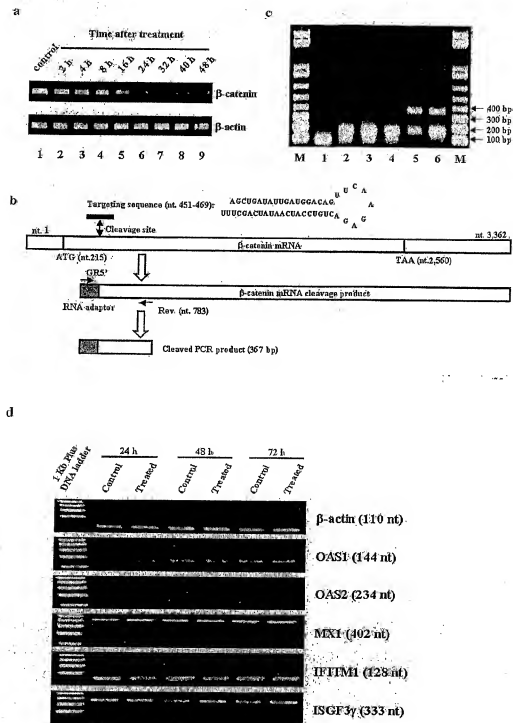 a
Time after treatment
control 2 h 4 h 8 h 16 h 24 h 32 h 40 h 48 h
β-catenin
β-actin
1 2 3 4 5 6 7 8 9
c
400 bp
300 bp
200 bp
100 bp
M 1 2 3 4 5 6 M
b
Targeting sequence (nt. 451-469):
AGCUGAUAUUGAUGGACAG
UUCAAGAGA
UUUCGACUAUAACUACCUGUC
Cleavage site
nt. 1
nt. 3,362
β-catenin mRNA
ATG (nt.215)
TAA (nt.2,560)
GR5'
β-catenin mRNA cleavage product
RNA adaptor
Rev. (nt. 783)
Cleaved PCR product (367 bp)
d
1 Kb Plus DNA ladder
24 h 48 h 72 h
Control Treated Control Treated Control Treated
β-actin (110 nt)
OAS1 (144 nt)
OAS2 (234 nt)
MX1 (402 nt)
IFITM1 (128 nt)
ISGF3γ (333 nt)